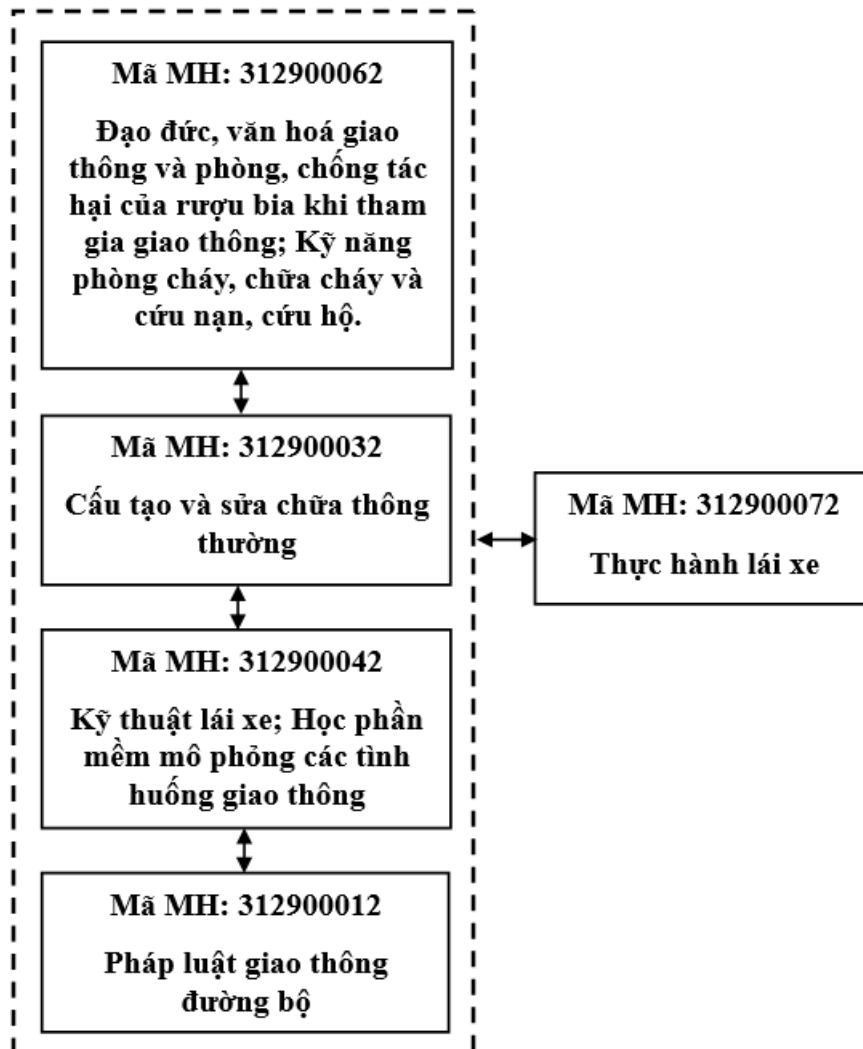 Mã MH: 312900062
Đạo đức, văn hoá giao
thông và phòng, chống tác
hại của rượu bia khi tham
gia giao thông; Kỹ năng
phòng cháy, chữa cháy và
cứu nạn, cứu hộ.
Mã MH: 312900032
Cấu tạo và sửa chữa thông
thường
Mã MH: 312900042
Kỹ thuật lái xe; Học phần
mềm mô phỏng các tình
huống giao thông
Mã MH: 312900012
Pháp luật giao thông
đường bộ
Mã MH: 312900072
Thực hành lái xe